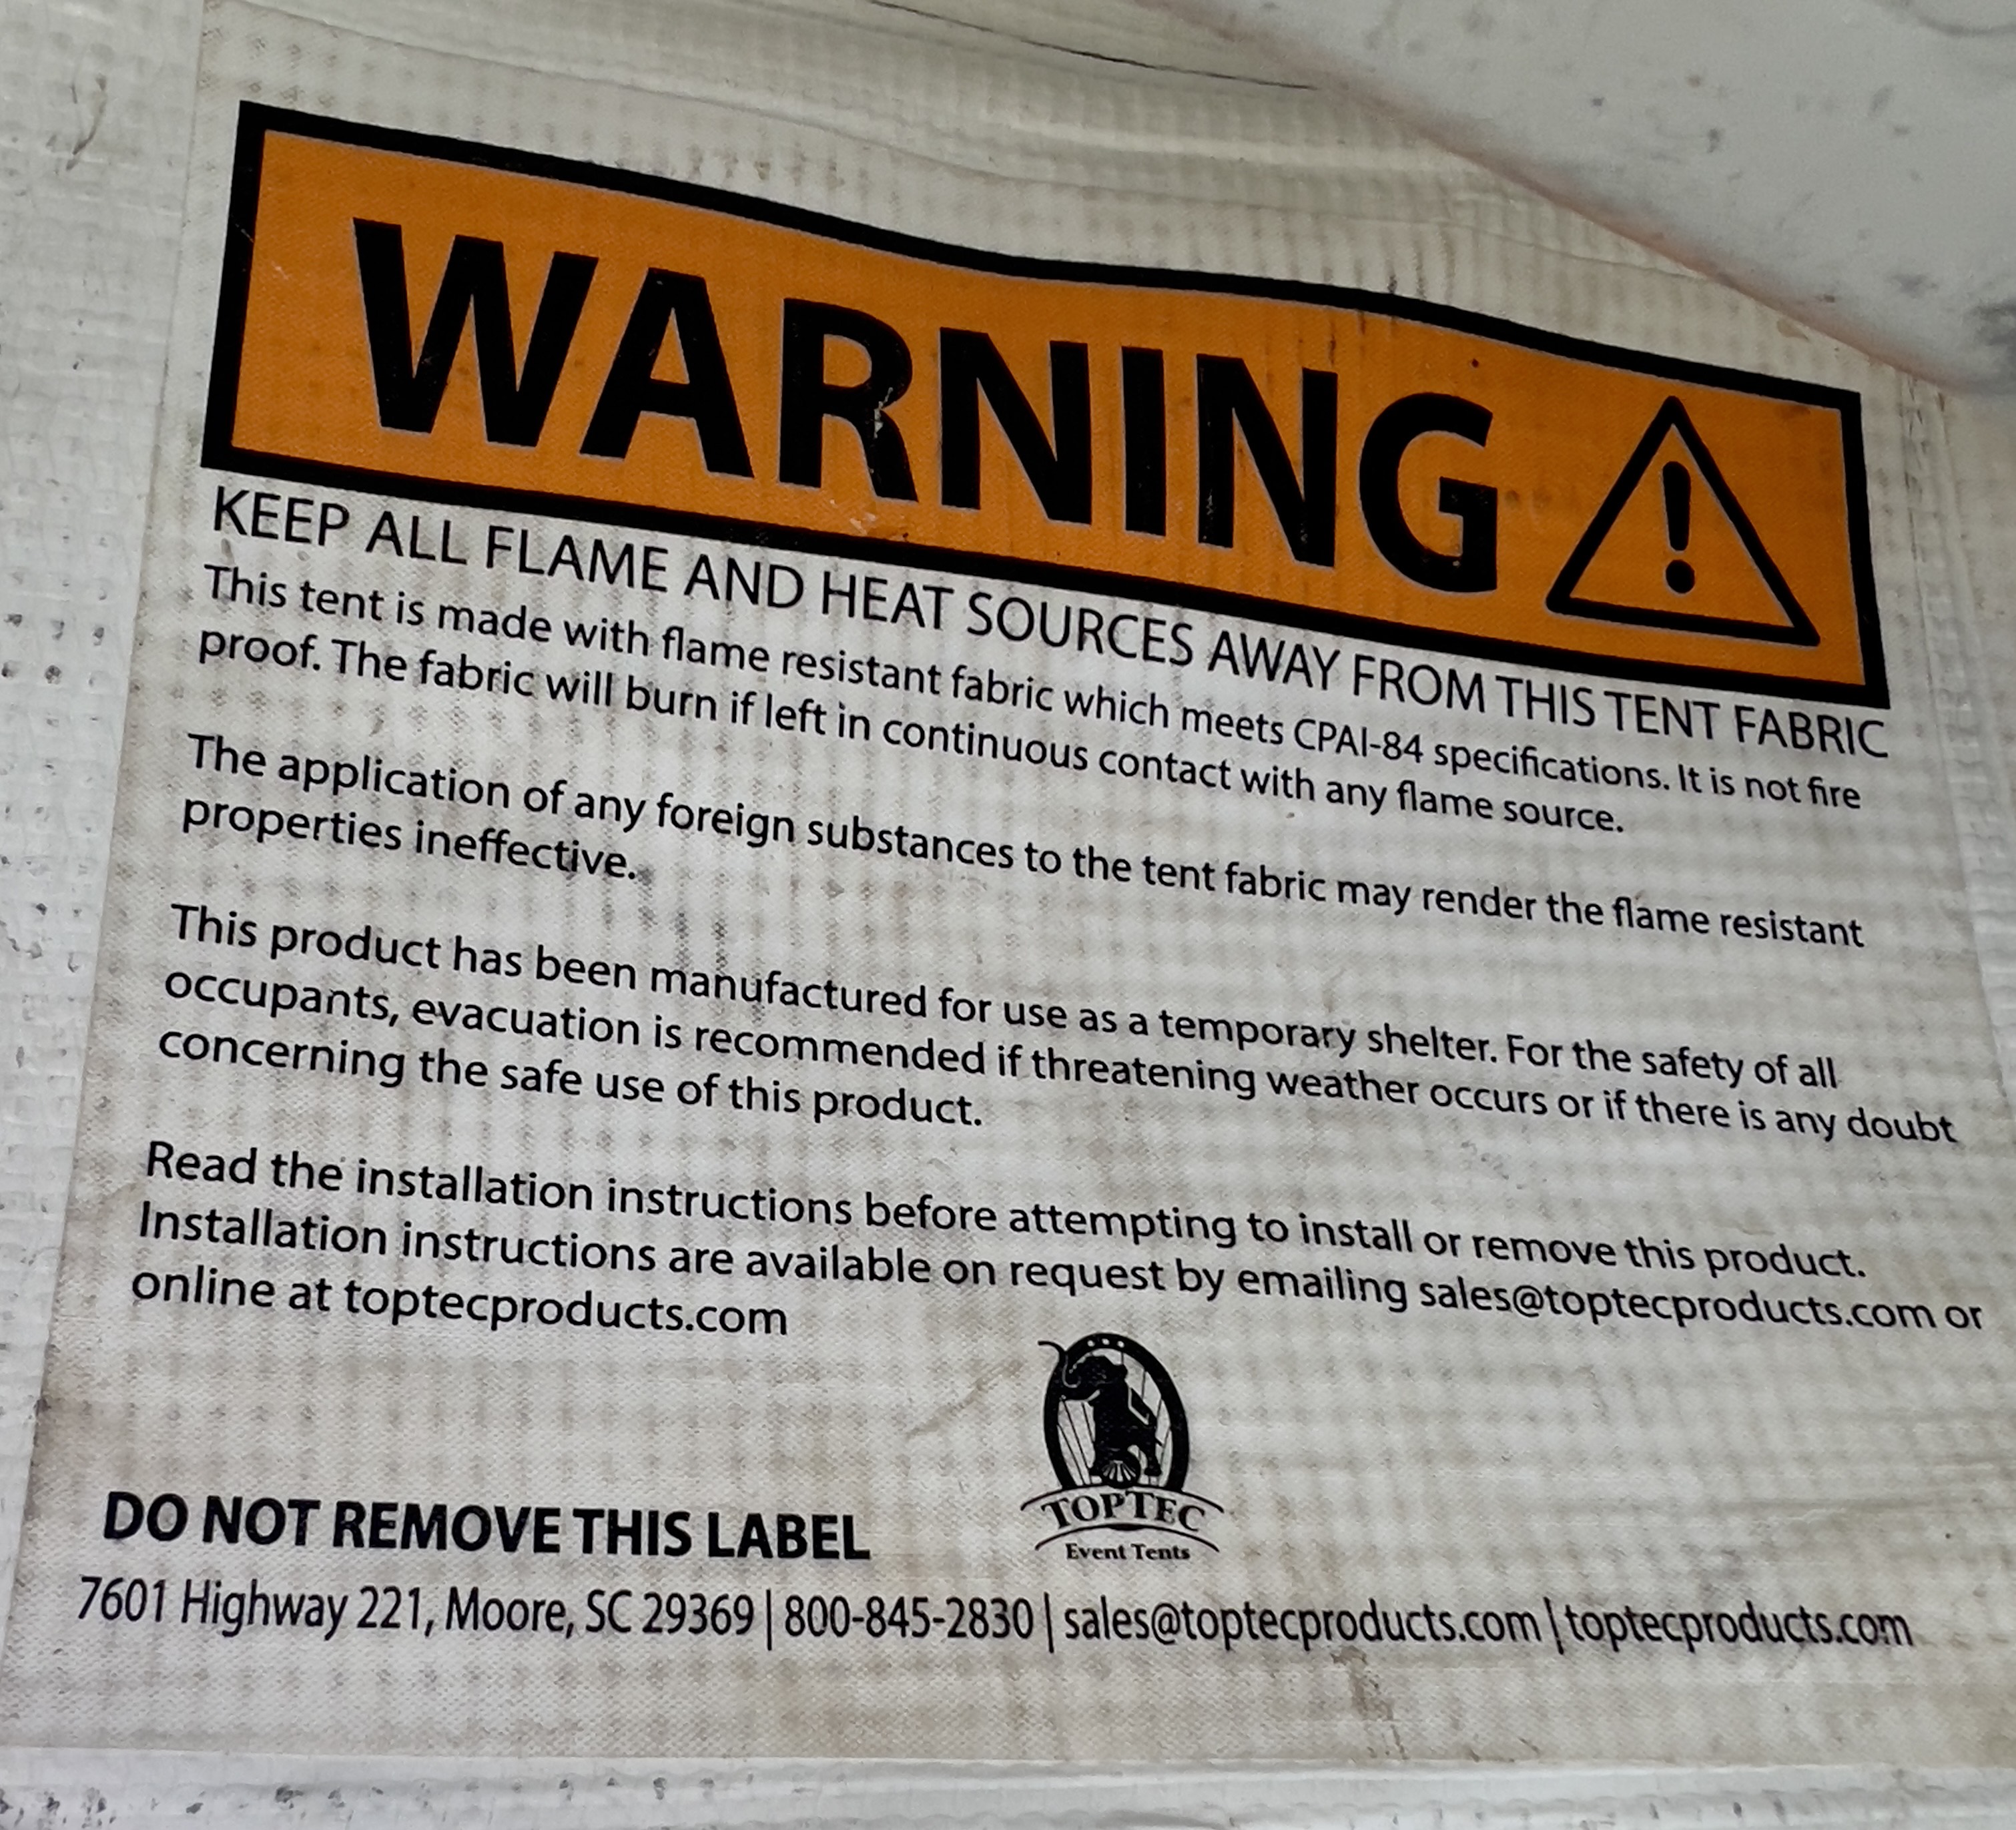 WARNING
KEEP ALL FLAME AND HEAT SOURCES AWAY FROM THIS TENT FABRIC
This tent is made with flame resistant fabric which meets CPAI-84 specifications. It is not fire
proof. The fabric will burn if left in continuous contact with any flame source.
The application of any foreign substances to the tent fabric may render the flame resistant
properties ineffective.
This product has been manufactured for use as a temporary shelter. For the safety of all
occupants, evacuation is recommended if threatening weather occurs or if there is any doubt
concerning the safe use of this product.
Read the installation instructions before attempting to install or remove this product.
Installation instructions are available on request by emailing sales@toptecproducts.com or
online at toptecproducts.com
TOPTEC
Event Tents
DO NOT REMOVE THIS LABEL
7601 Highway 221, Moore, SC 29369 | 800-845-2830 | sales@toptecproducts.com | toptecproducts.com